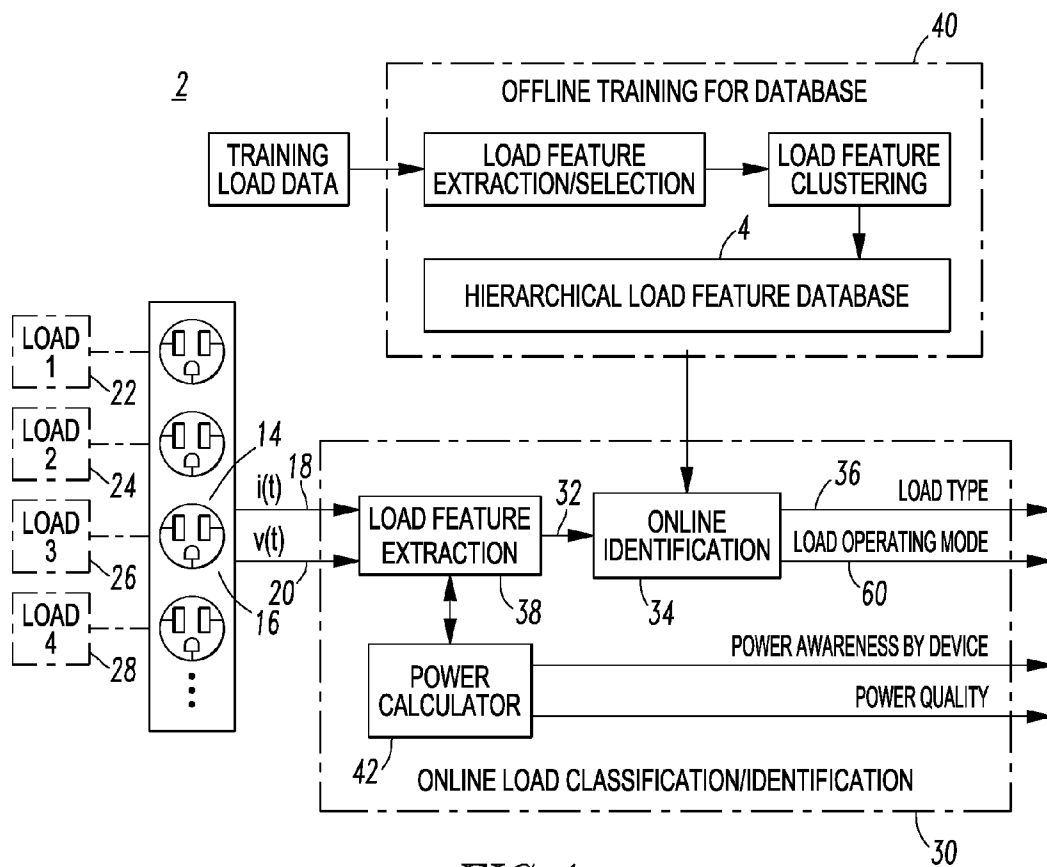 40
2
OFFLINE TRAINING FOR DATABASE
TRAINING
LOAD DATA
LOAD FEATURE
EXTRACTION/SELECTION
LOAD FEATURE
CLUSTERING
4
HIERARCHICAL LOAD FEATURE DATABASE
LOAD
1
22
LOAD
2
24
LOAD
3
26
LOAD
4
28
14
16
i(t)
18
v(t)
20
LOAD FEATURE
EXTRACTION
38
32
ONLINE
IDENTIFICATION
34
36
LOAD TYPE
LOAD OPERATING MODE
60
POWER
CALCULATOR
42
POWER AWARENESS BY DEVICE
POWER QUALITY
ONLINE LOAD CLASSIFICATION/IDENTIFICATION
30